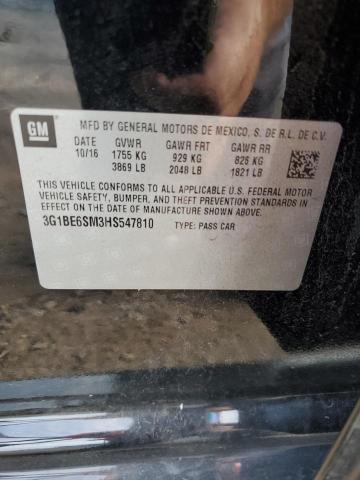 GM
MFD BY GENERAL MOTORS DE MEXICO, S. DE R.L. DE C.V.
DATE GVWR GAWR FRT GAWR RR
10/16 1755 KG 929 KG 826 KG
3869 LB 2048 LB 1821 LB
THIS VEHICLE CONFORMS TO ALL APPLICABLE U.S. FEDERAL MOTOR
VEHICLE SAFETY, BUMPER, AND THEFT PREVENTION STANDARDS IN
EFFECT ON THE DATE OF MANUFACTURE SHOWN ABOVE.
3G1BE6SM3HS547810 TYPE: PASS CAR